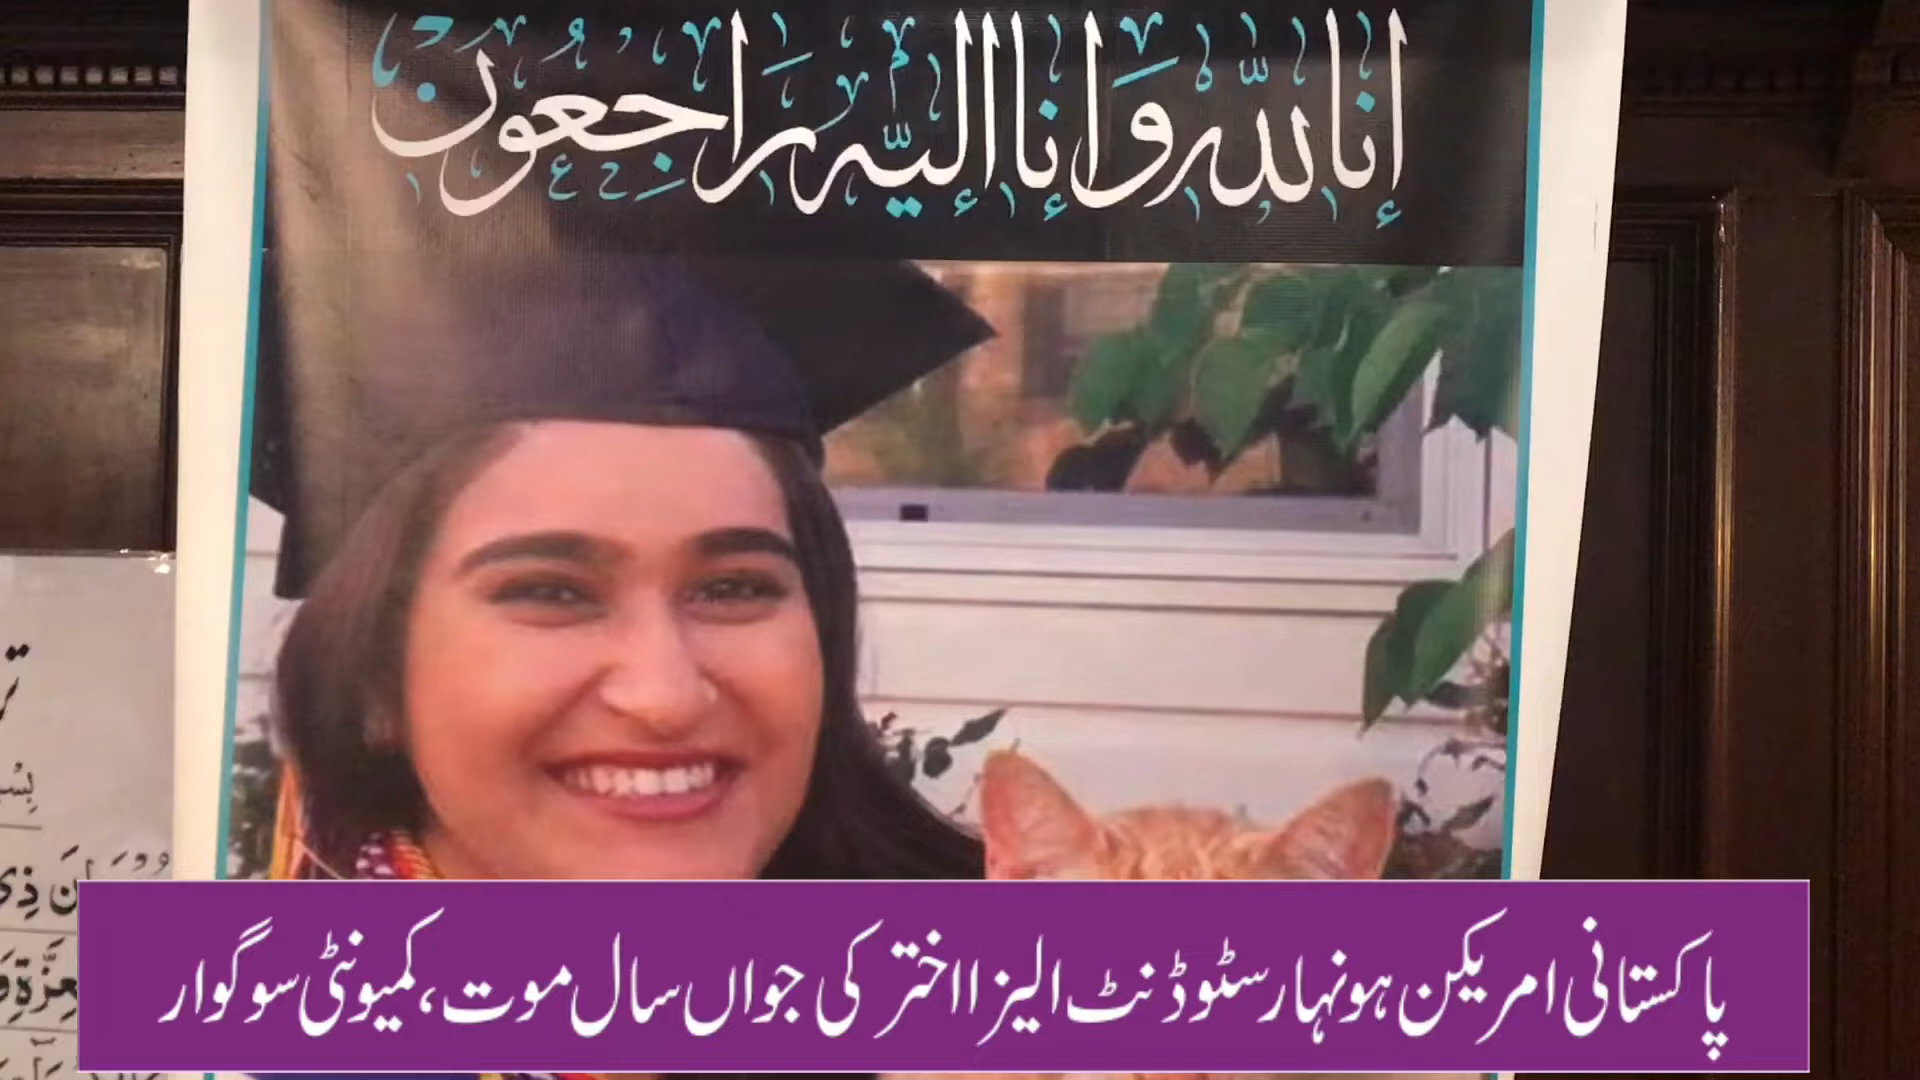 إنا لله وإنا إليه راجعون
پاکستانی امریکن ہونہار سٹوڈنٹ الیزا اختر کی جواں سال موت، کمیونٹی سوگوار